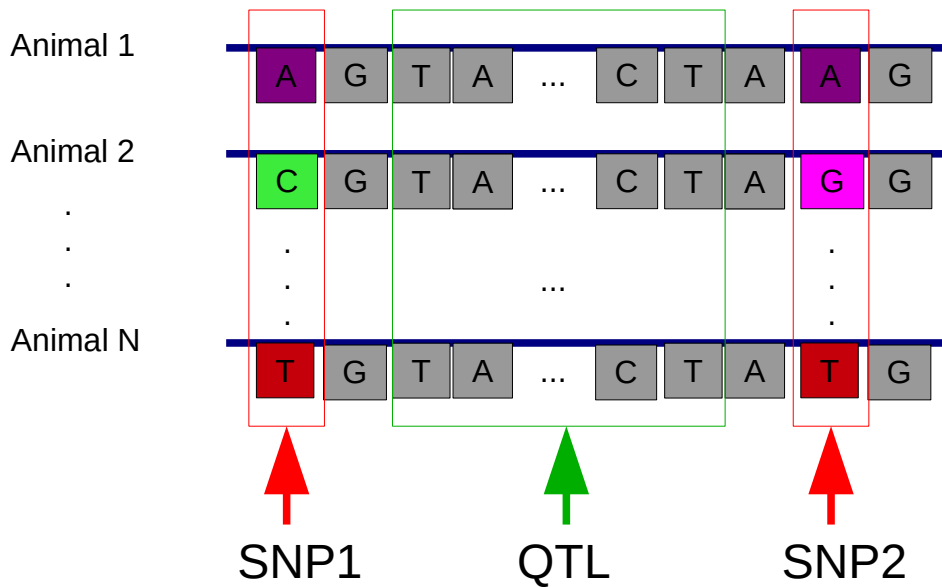 Animal 1
A G T A ... C T A A G
Animal 2
C G T A ... C T A G G
.
.
.
.
.
.
...
.
.
.
Animal N
T G T A ... C T A T G
SNP1 QTL SNP2